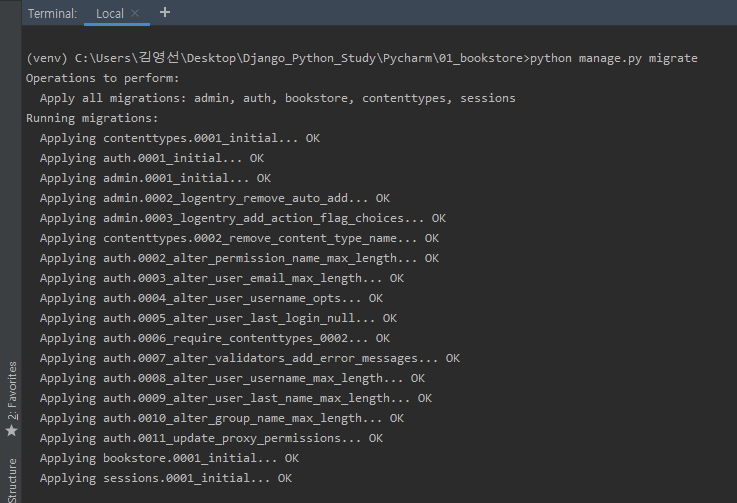 Terminal: Local × +
(venv) C:\Users\김영선\Desktop\Django_Python_Study\Pycharm\01_bookstore>python manage.py migrate
Operations to perform:
  Apply all migrations: admin, auth, bookstore, contenttypes, sessions
Running migrations:
  Applying contenttypes.0001_initial... OK
  Applying auth.0001_initial... OK
  Applying admin.0001_initial... OK
  Applying admin.0002_logentry_remove_auto_add... OK
  Applying admin.0003_logentry_add_action_flag_choices... OK
  Applying contenttypes.0002_remove_content_type_name... OK
  Applying auth.0002_alter_permission_name_max_length... OK
  Applying auth.0003_alter_user_email_max_length... OK
  Applying auth.0004_alter_user_username_opts... OK
  Applying auth.0005_alter_user_last_login_null... OK
  Applying auth.0006_require_contenttypes_0002... OK
  Applying auth.0007_alter_validators_add_error_messages... OK
  Applying auth.0008_alter_user_username_max_length... OK
  Applying auth.0009_alter_user_last_name_max_length... OK
  Applying auth.0010_alter_group_name_max_length... OK
  Applying auth.0011_update_proxy_permissions... OK
  Applying bookstore.0001_initial... OK
  Applying sessions.0001_initial... OK
2: Favorites
Structure